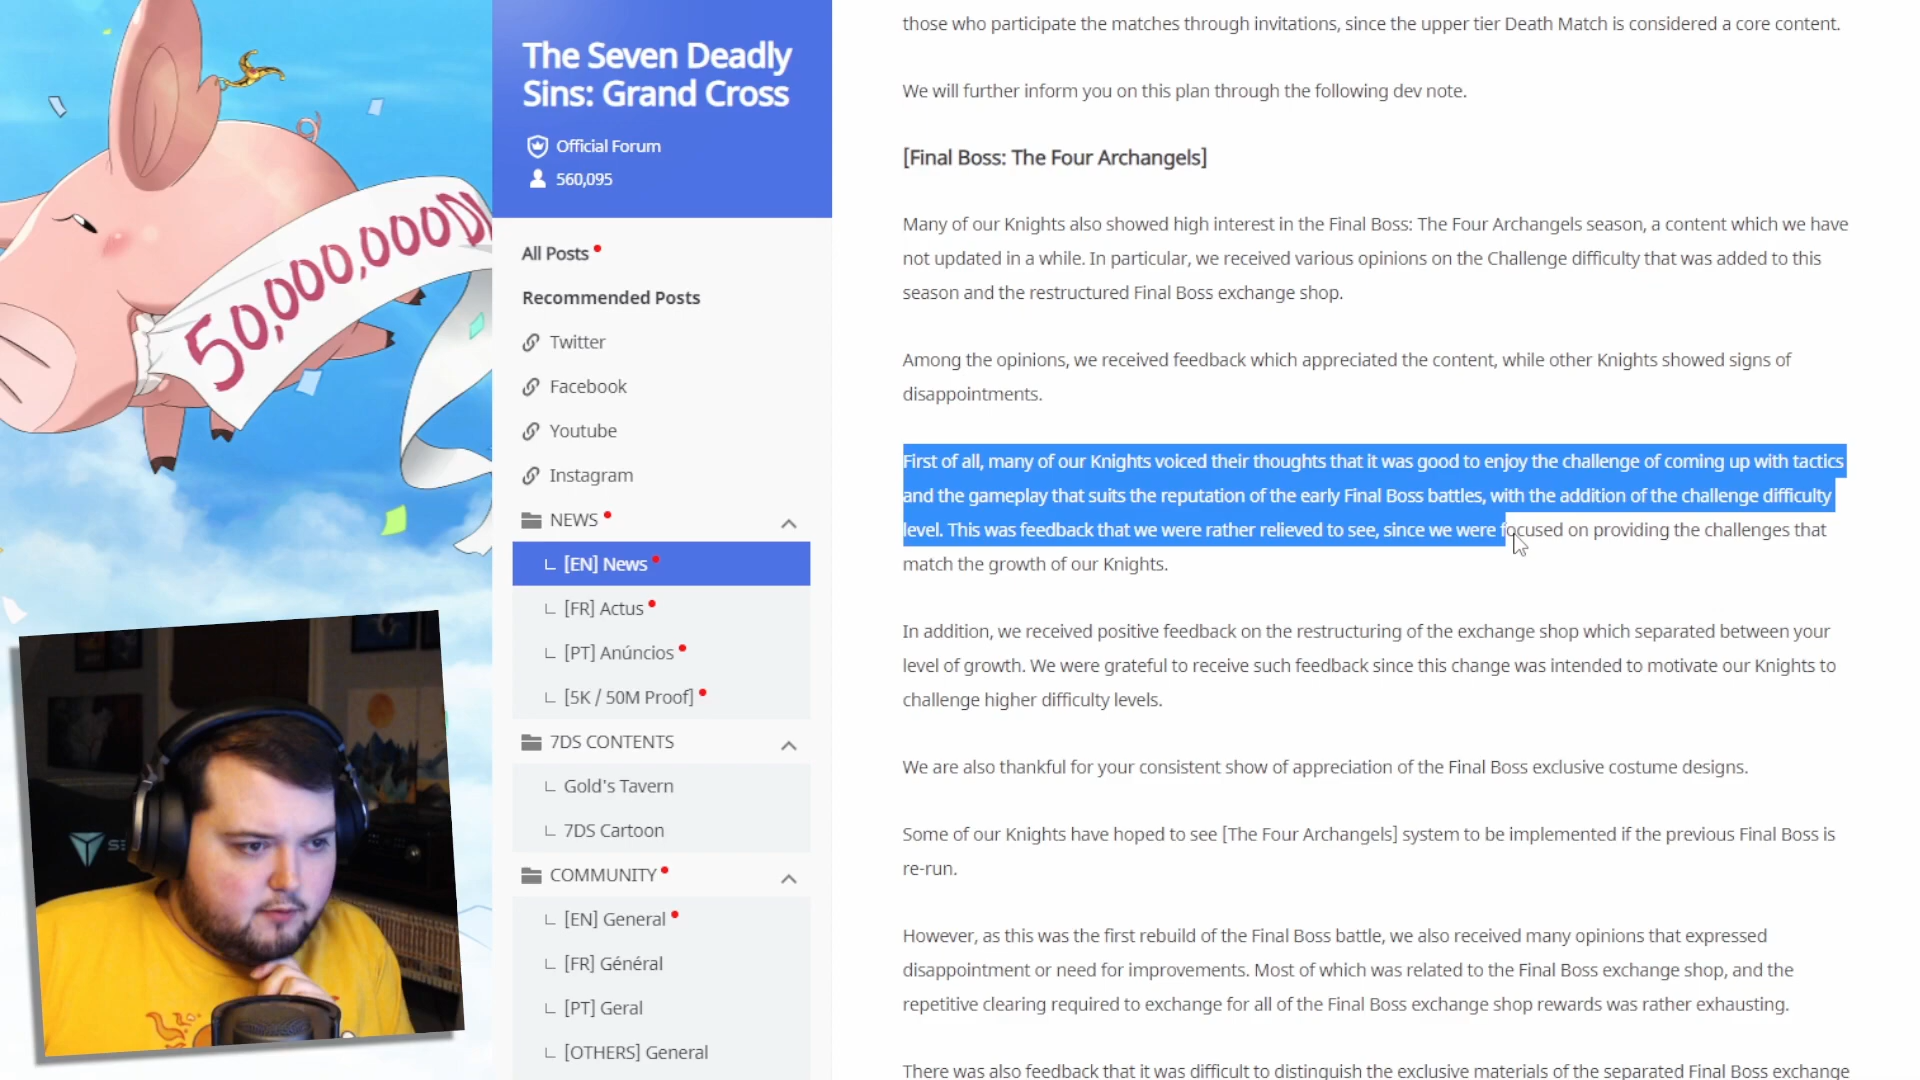 50,000,000D
The Seven Deadly
Sins: Grand Cross
Official Forum
560,095
All Posts
Recommended Posts
Twitter
Facebook
Youtube
Instagram
NEWS
[EN] News
[FR] Actus
[PT] Anúncios
[5K / 50M Proof]
7DS CONTENTS
Gold's Tavern
7DS Cartoon
COMMUNITY
[EN] General
[FR] Général
[PT] Geral
[OTHERS] General
those who participate the matches through invitations, since the upper tier Death Match is considered a core content.
We will further inform you on this plan through the following dev note.
[Final Boss: The Four Archangels]
Many of our Knights also showed high interest in the Final Boss: The Four Archangels season, a content which we have
not updated in a while. In particular, we received various opinions on the Challenge difficulty that was added to this
season and the restructured Final Boss exchange shop.
Among the opinions, we received feedback which appreciated the content, while other Knights showed signs of
disappointments.
First of all, many of our Knights voiced their thoughts that it was good to enjoy the challenge of coming up with tactics
and the gameplay that suits the reputation of the early Final Boss battles, with the addition of the challenge difficulty
level. This was feedback that we were rather relieved to see, since we were focused on providing the challenges that
match the growth of our Knights.
In addition, we received positive feedback on the restructuring of the exchange shop which separated between your
level of growth. We were grateful to receive such feedback since this change was intended to motivate our Knights to
challenge higher difficulty levels.
We are also thankful for your consistent show of appreciation of the Final Boss exclusive costume designs.
Some of our Knights have hoped to see [The Four Archangels] system to be implemented if the previous Final Boss is
re-run.
However, as this was the first rebuild of the Final Boss battle, we also received many opinions that expressed
disappointment or need for improvements. Most of which was related to the Final Boss exchange shop, and the
repetitive clearing required to exchange for all of the Final Boss exchange shop rewards was rather exhausting.
There was also feedback that it was difficult to distinguish the exclusive materials of the separated Final Boss exchange